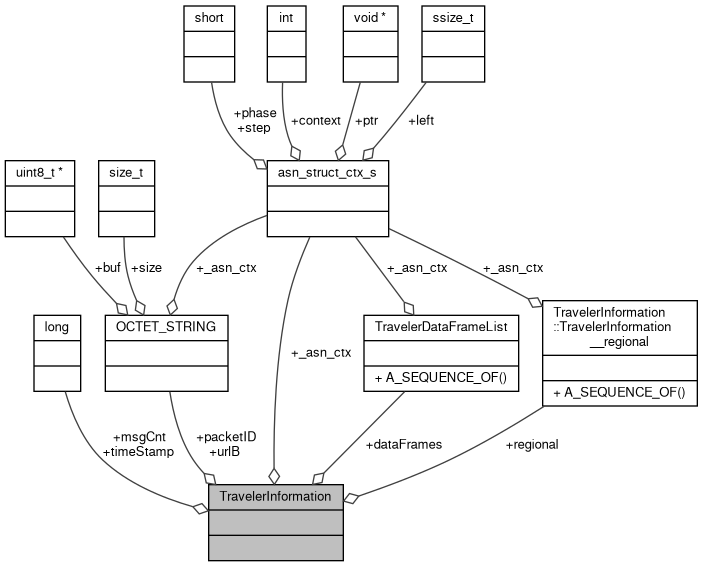 short
int
void *
ssize_t
+phase
+step
+context
+ptr
+left
uint8_t *
size_t
asn_struct_ctx_s
+buf
+size
+_asn_ctx
+_asn_ctx
+_asn_ctx
long
OCTET_STRING
TravelerDataFrameList
+ A_SEQUENCE_OF()
TravelerInformation
::TravelerInformation
__regional
+ A_SEQUENCE_OF()
+_asn_ctx
+msgCnt
+timeStamp
+packetID
+urlB
+dataFrames
+regional
TravelerInformation